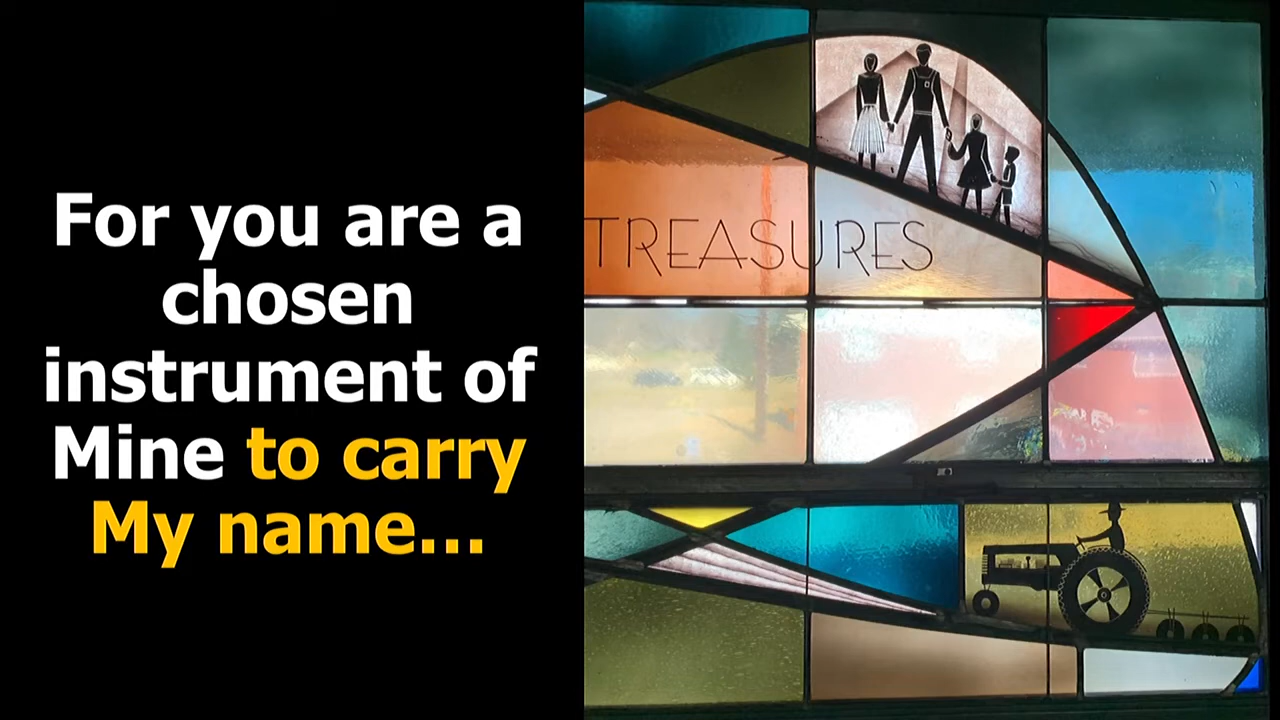 For you are a
chosen
instrument of
Mine to carry
My name...
TREASURES